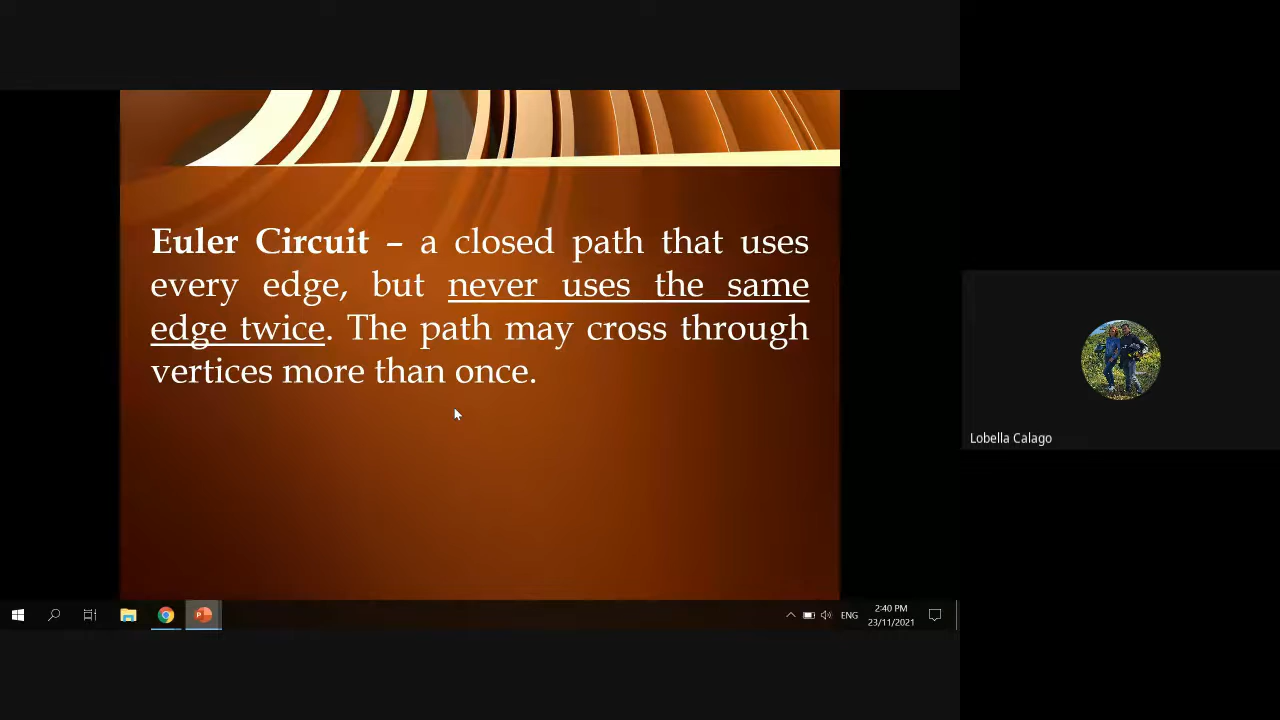 Euler Circuit – a closed path that uses
every edge, but never uses the same
edge twice. The path may cross through
vertices more than once.
Lobella Calago
ENG
2:40 PM
23/11/2021